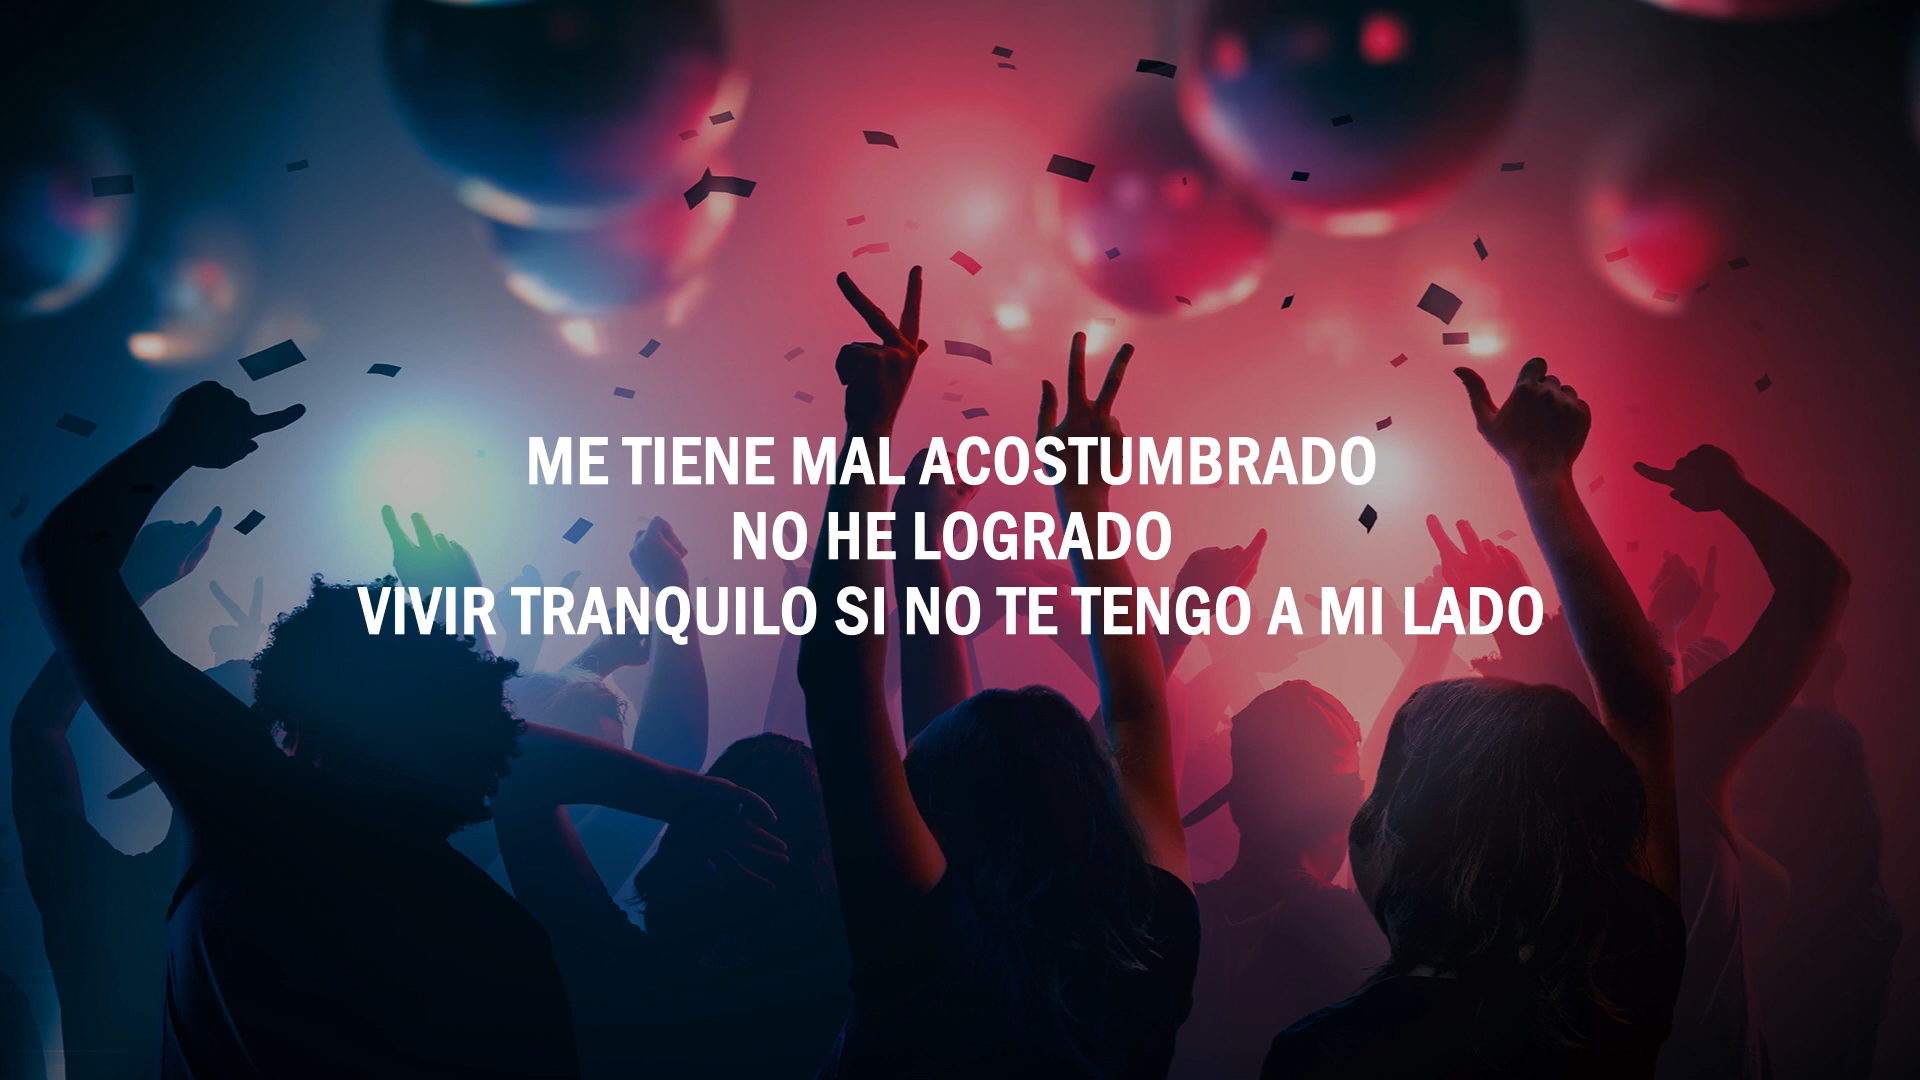 ME TIENE MAL ACOSTUMBRADO
NO HE LOGRADO
VIVIR TRANQUILO SI NO TE TENGO A MI LADO